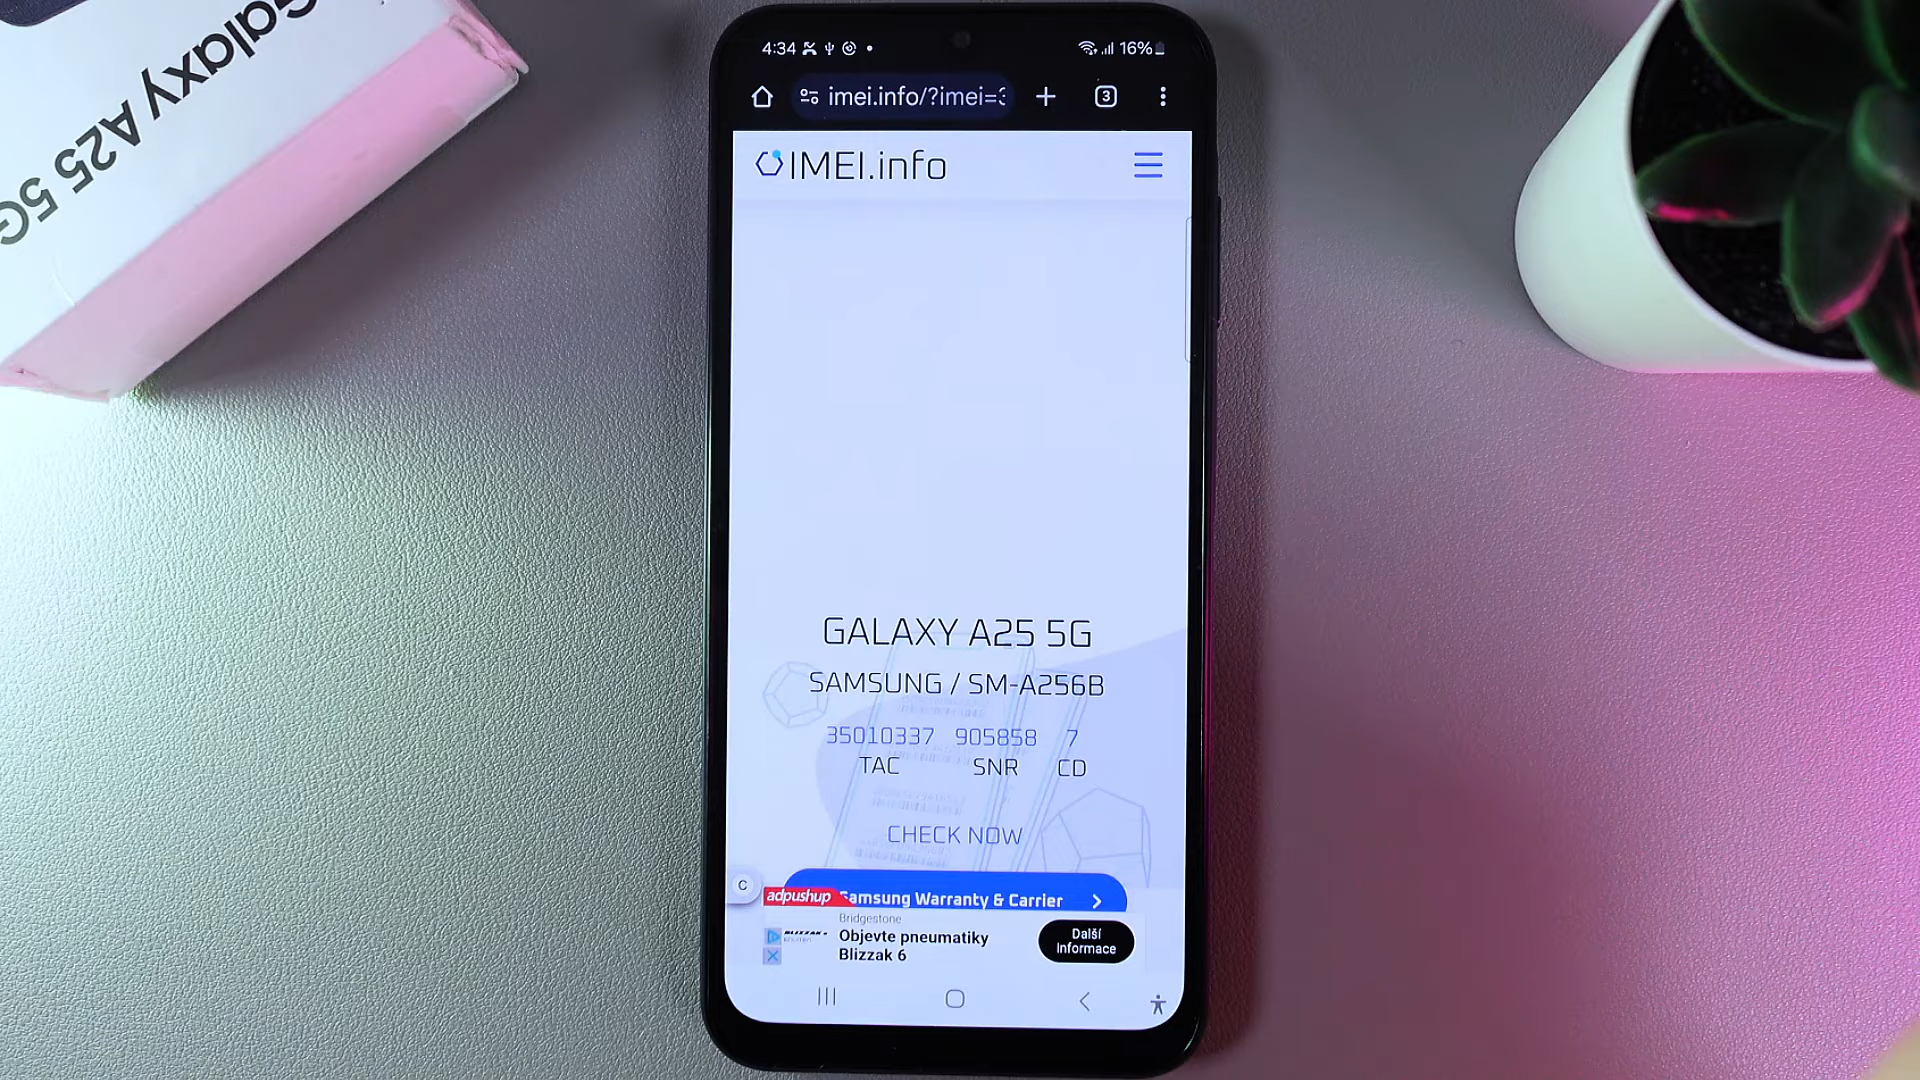 Galaxy A25 5G
4:34
16%
imei.info/?imei=3
3
IMEI.info
GALAXY A25 5G
SAMSUNG / SM-A256B
35010337 905858 7
TAC SNR CD
CHECK NOW
C
adpushup
Samsung Warranty & Carrier
Bridgestone
Objevte pneumatiky
Blizzak 6
Další
informace